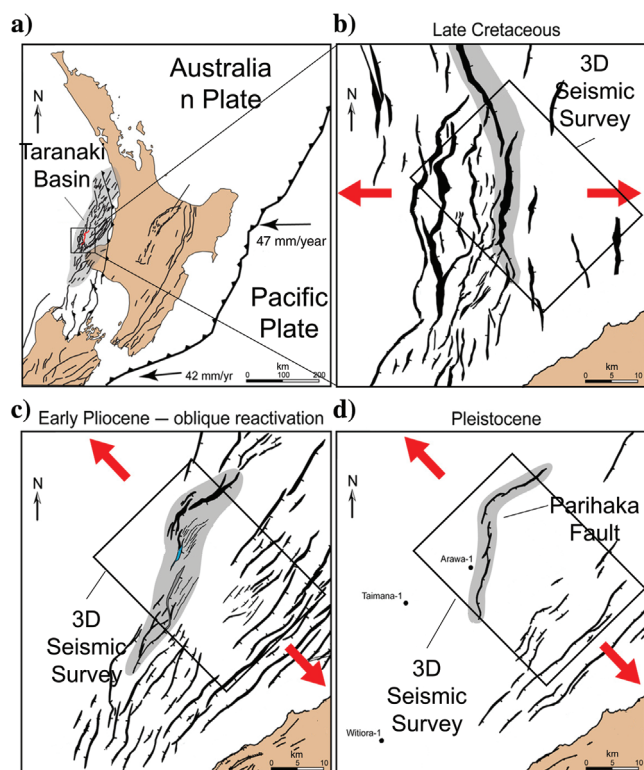 a)
Australia
n Plate
N
Taranaki
Basin
47 mm/year
Pacific
Plate
42 mm/yr
km
0 100 200
b)
Late Cretaceous
3D
Seismic
Survey
N
km
0 5 10
c)
Early Pliocene — oblique reactivation
N
3D
Seismic
Survey
km
0 5 10
d)
Pleistocene
N
Parihaka
Fault
Arawa-1
Taimana-1
3D
Seismic
Survey
Witiora-1
km
0 5 10